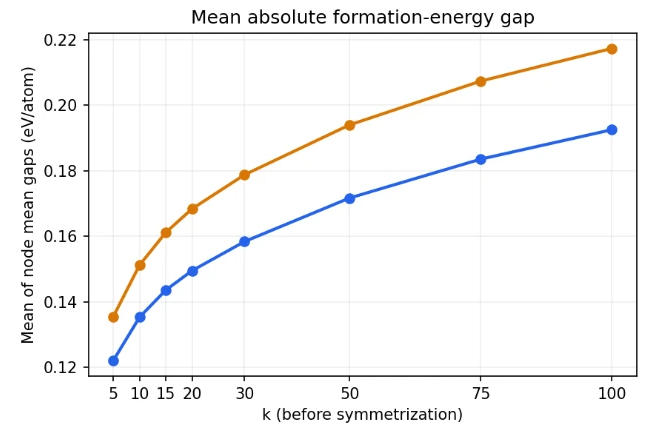 Mean absolute formation-energy gap
Mean of node mean gaps (eV/atom)
0.22
0.20
0.18
0.16
0.14
0.12
5 10 15 20 30 50 75 100
k (before symmetrization)